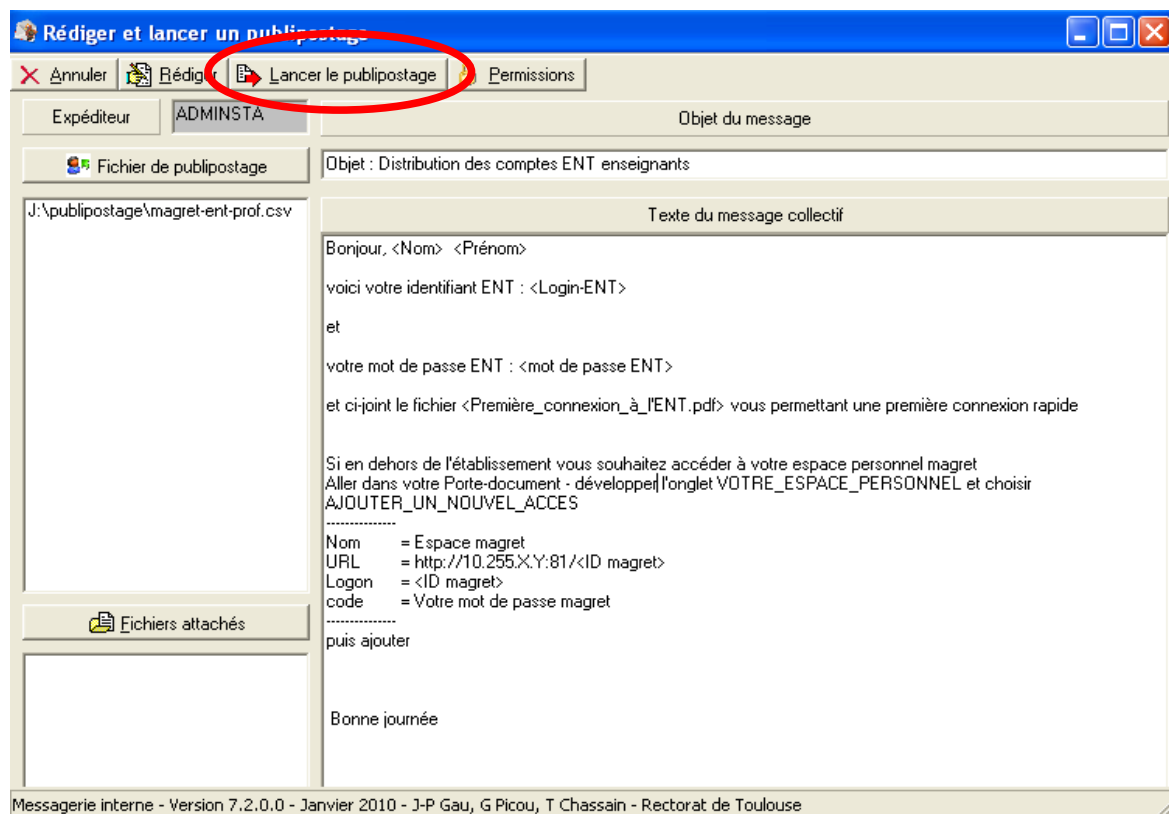 Rédiger et lancer un publipostage
Annuler Rédiger Lancer le publipostage Permissions
Expéditeur ADMINSTA Objet du message
Fichier de publipostage Objet : Distribution des comptes ENT enseignants
J:\publipostage\magret-ent-prof.csv Texte du message collectif
Bonjour, <Nom>  <Prénom>
voici votre identifiant ENT : <Login-ENT>
et
votre mot de passe ENT : <mot de passe ENT>
et ci-joint le fichier <Première_connexion_à_l'ENT.pdf> vous permettant une première connexion rapide
Si en dehors de l'établissement vous souhaitez accéder à votre espace personnel magret
Aller dans votre Porte-document - développer l'onglet VOTRE_ESPACE_PERSONNEL et choisir
AJOUTER_UN_NOUVEL_ACCES
--------------
Nom = Espace magret
URL = http://10.255.X.Y:81/<ID magret>
Logon = <ID magret>
code = Votre mot de passe magret
--------------
Fichiers attachés
puis ajouter
Bonne journée
Messagerie interne - Version 7.2.0.0 - Janvier 2010 - J-P Gau, G Picou, T Chassain - Rectorat de Toulouse